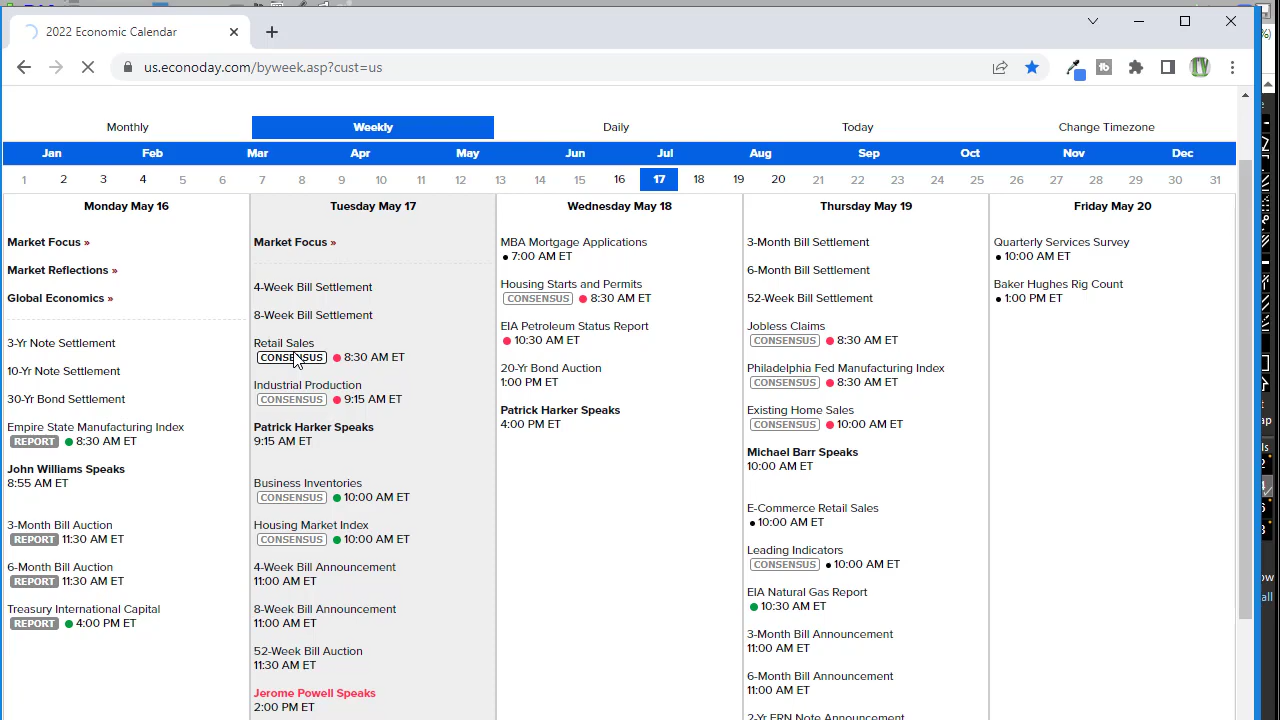 2022 Economic Calendar
us.econoday.com/byweek.asp?cust=us
Monthly Weekly Daily Today Change Timezone
Jan Feb Mar Apr May Jun Jul Aug Sep Oct Nov Dec
1 2 3 4 5 6 7 8 9 10 11 12 13 14 15 16 17 18 19 20 21 22 23 24 25 26 27 28 29 30 31
Monday May 16
Market Focus »
Market Reflections »
Global Economics »
3-Yr Note Settlement
10-Yr Note Settlement
30-Yr Bond Settlement
Empire State Manufacturing Index
REPORT 8:30 AM ET
John Williams Speaks
8:55 AM ET
3-Month Bill Auction
REPORT 11:30 AM ET
6-Month Bill Auction
REPORT 11:30 AM ET
Treasury International Capital
REPORT 4:00 PM ET
Tuesday May 17
Market Focus »
4-Week Bill Settlement
8-Week Bill Settlement
Retail Sales
CONSENSUS 8:30 AM ET
Industrial Production
CONSENSUS 9:15 AM ET
Patrick Harker Speaks
9:15 AM ET
Business Inventories
CONSENSUS 10:00 AM ET
Housing Market Index
CONSENSUS 10:00 AM ET
4-Week Bill Announcement
11:00 AM ET
8-Week Bill Announcement
11:00 AM ET
52-Week Bill Auction
11:30 AM ET
Jerome Powell Speaks
2:00 PM ET
Wednesday May 18
MBA Mortgage Applications
7:00 AM ET
Housing Starts and Permits
CONSENSUS 8:30 AM ET
EIA Petroleum Status Report
10:30 AM ET
20-Yr Bond Auction
1:00 PM ET
Patrick Harker Speaks
4:00 PM ET
Thursday May 19
3-Month Bill Settlement
6-Month Bill Settlement
52-Week Bill Settlement
Jobless Claims
CONSENSUS 8:30 AM ET
Philadelphia Fed Manufacturing Index
CONSENSUS 8:30 AM ET
Existing Home Sales
CONSENSUS 10:00 AM ET
Michael Barr Speaks
10:00 AM ET
E-Commerce Retail Sales
10:00 AM ET
Leading Indicators
CONSENSUS 10:00 AM ET
EIA Natural Gas Report
10:30 AM ET
3-Month Bill Announcement
11:00 AM ET
6-Month Bill Announcement
11:00 AM ET
2-Yr FRN Note Announcement
Friday May 20
Quarterly Services Survey
10:00 AM ET
Baker Hughes Rig Count
1:00 PM ET